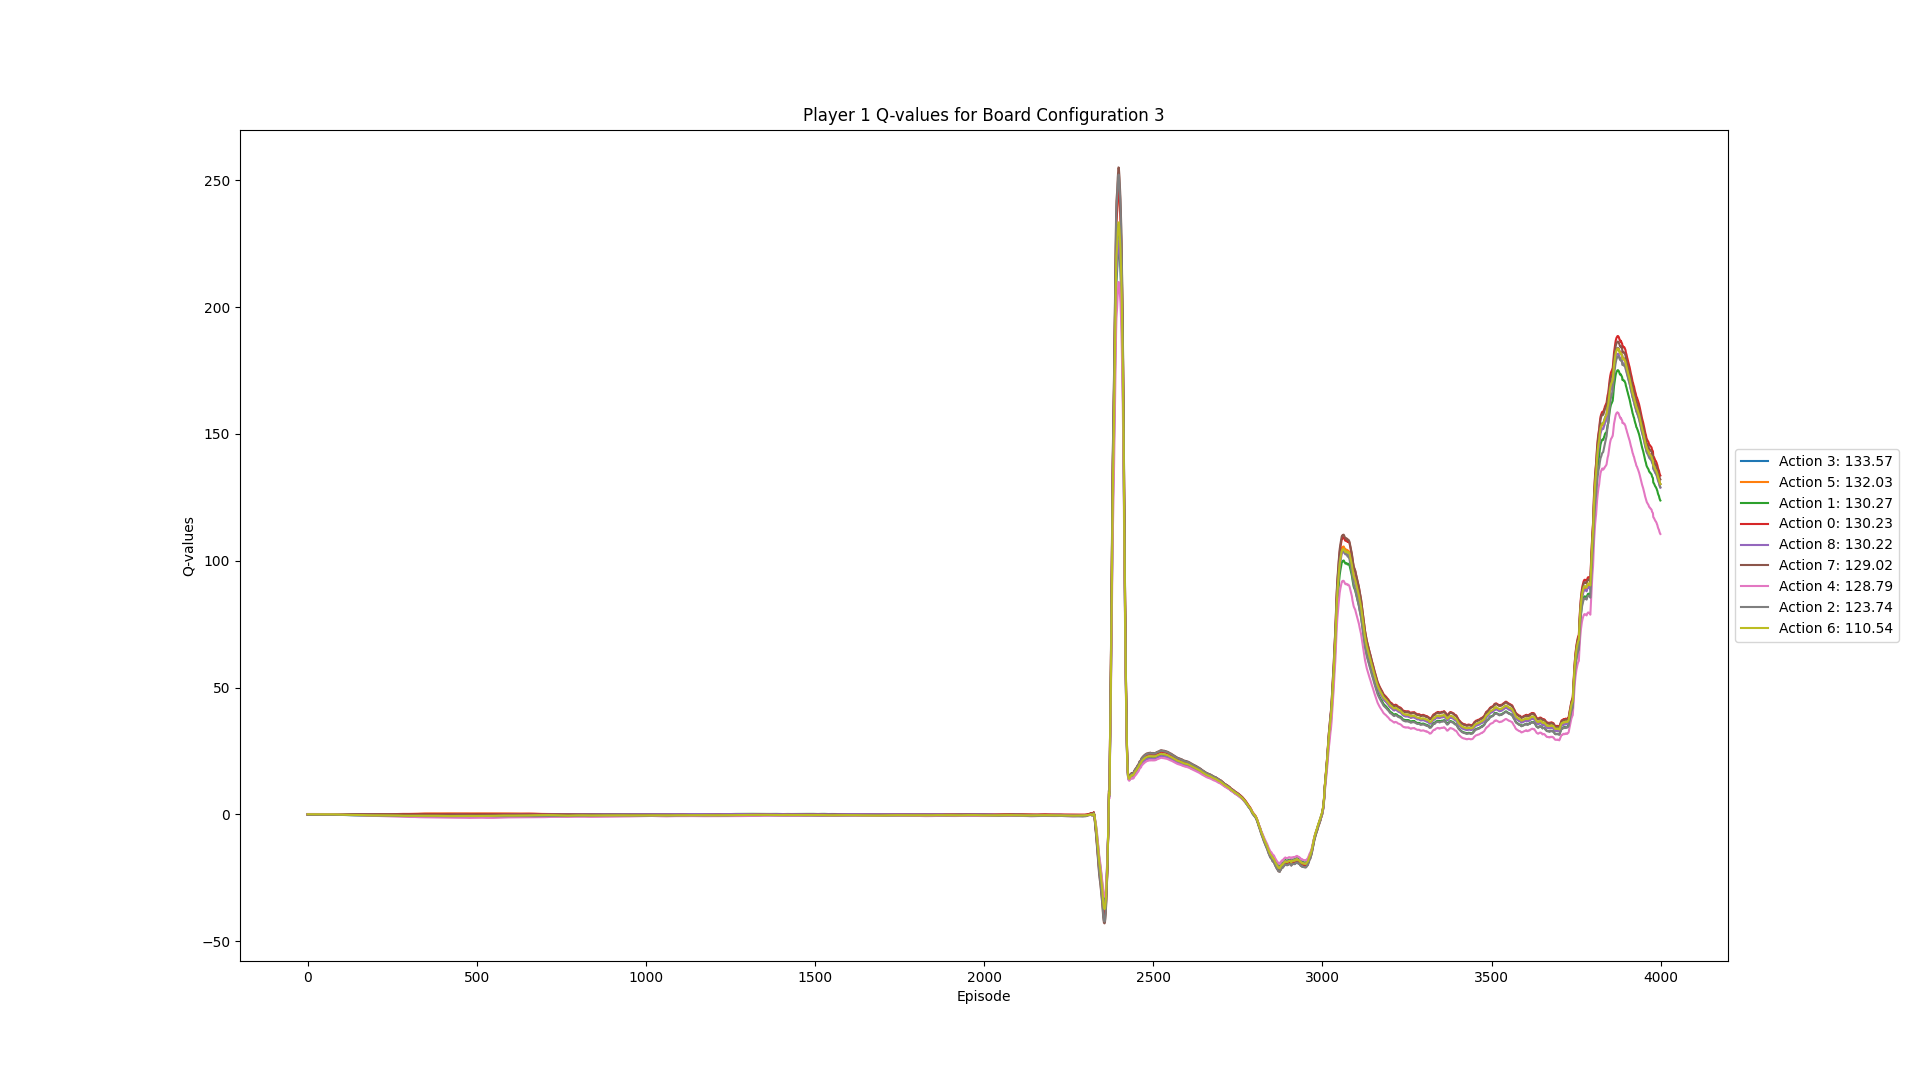 Player 1 Q-values for Board Configuration 3
250
200
150
100
50
0
−50
Q-values
0 500 1000 1500 2000 2500 3000 3500 4000
Episode
Action 3: 133.57
Action 5: 132.03
Action 1: 130.27
Action 0: 130.23
Action 8: 130.22
Action 7: 129.02
Action 4: 128.79
Action 2: 123.74
Action 6: 110.54